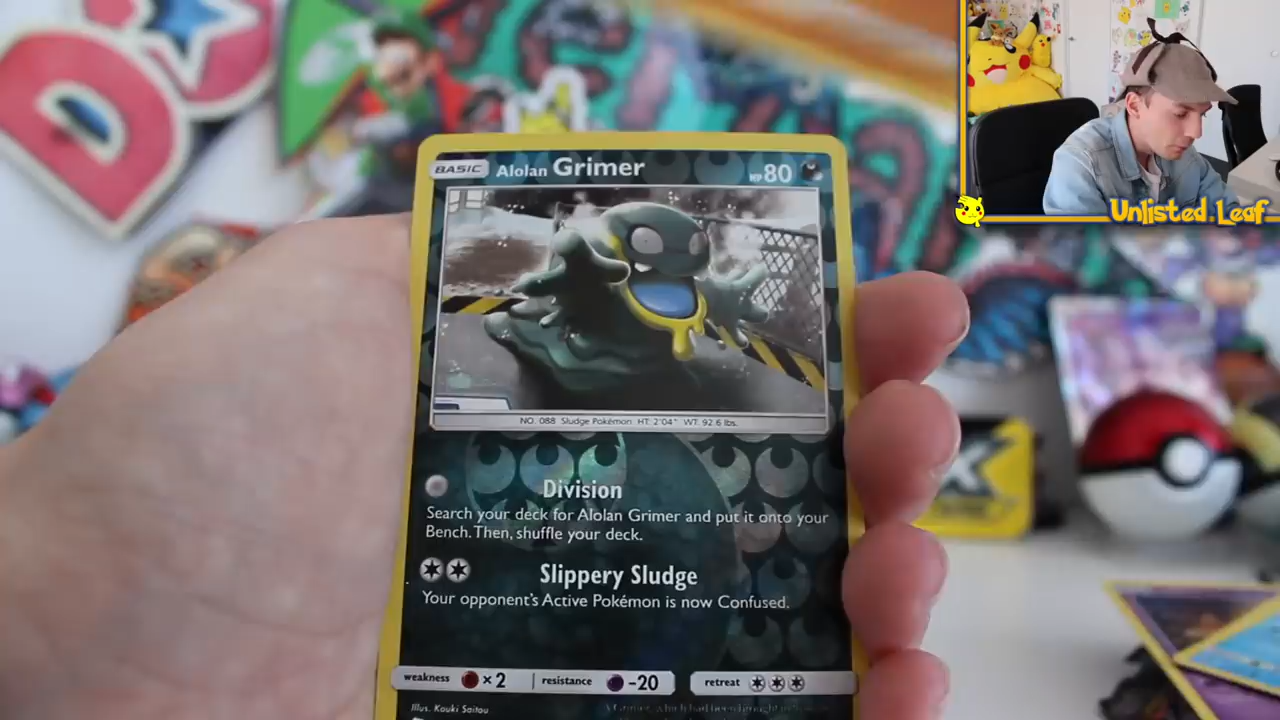 BASIC Alolan Grimer HP 80
NO. 088 Sludge Pokémon HT: 2'04" WT: 92.6 lbs.
Division
Search your deck for Alolan Grimer and put it onto your
Bench. Then, shuffle your deck.
Slippery Sludge
Your opponent's Active Pokémon is now Confused.
weakness ×2 resistance -20 retreat
Illus. Kouki Saitou
Unlisted Leaf